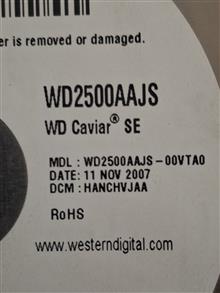 er is removed or damaged.
WD2500AAJS
WD Caviar® SE
MDL : WD2500AAJS-00VTA0
DATE: 11 NOV 2007
DCM : HANCHVJAA
RoHS
www.westerndigital.com